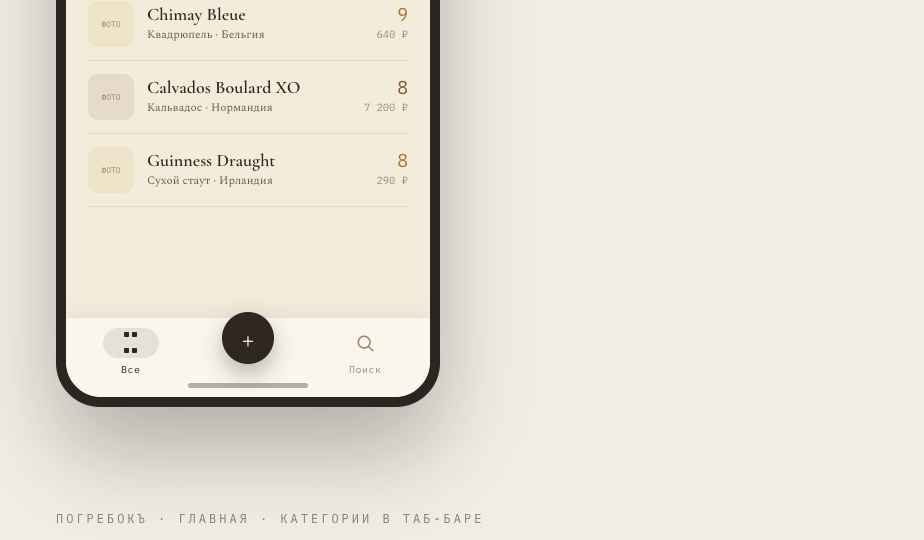 ФОТО
Chimay Bleue
9
Квадрюпель · Бельгия
640 ₽
ФОТО
Calvados Boulard XO
8
Кальвадос · Нормандия
7 200 ₽
ФОТО
Guinness Draught
8
Сухой стаут · Ирландия
290 ₽
+
Все
Поиск
ПОГРЕБОКЪ · ГЛАВНАЯ · КАТЕГОРИИ В ТАБ-БАРЕ